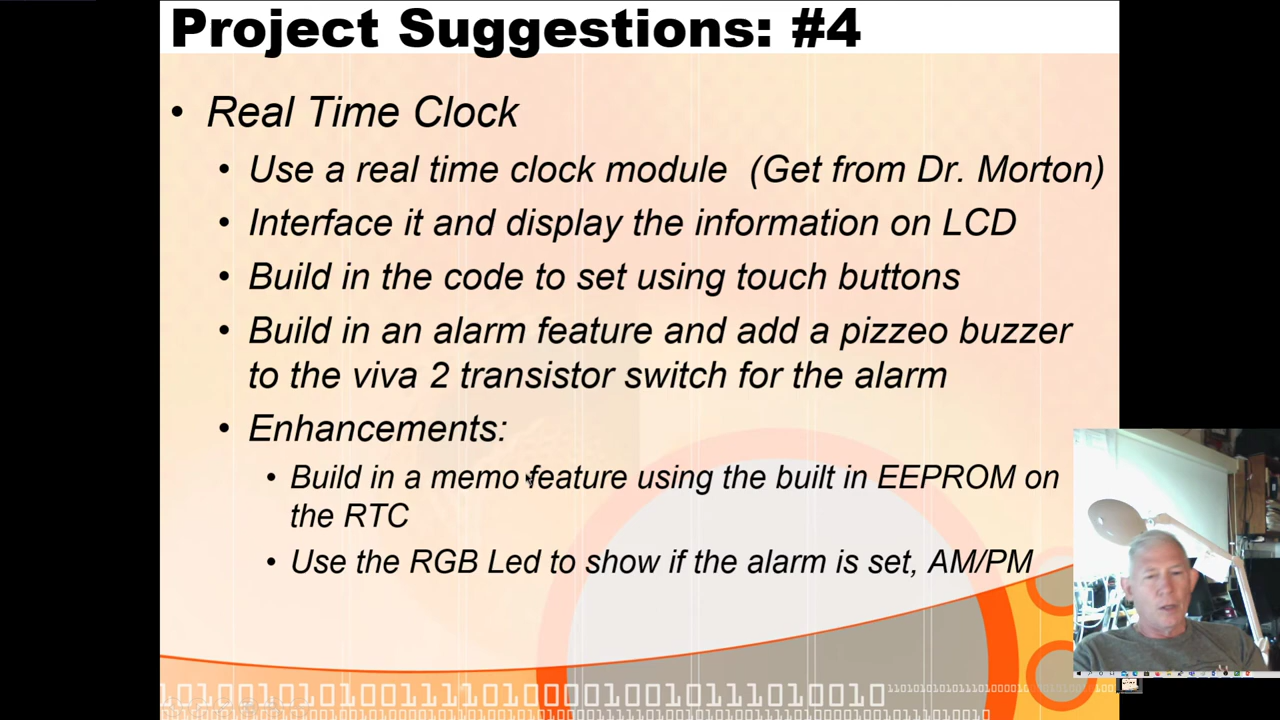 Project Suggestions: #4
• Real Time Clock
• Use a real time clock module (Get from Dr. Morton)
• Interface it and display the information on LCD
• Build in the code to set using touch buttons
• Build in an alarm feature and add a pizzeo buzzer
to the viva 2 transistor switch for the alarm
• Enhancements:
• Build in a memo feature using the built in EEPROM on
the RTC
• Use the RGB Led to show if the alarm is set, AM/PM